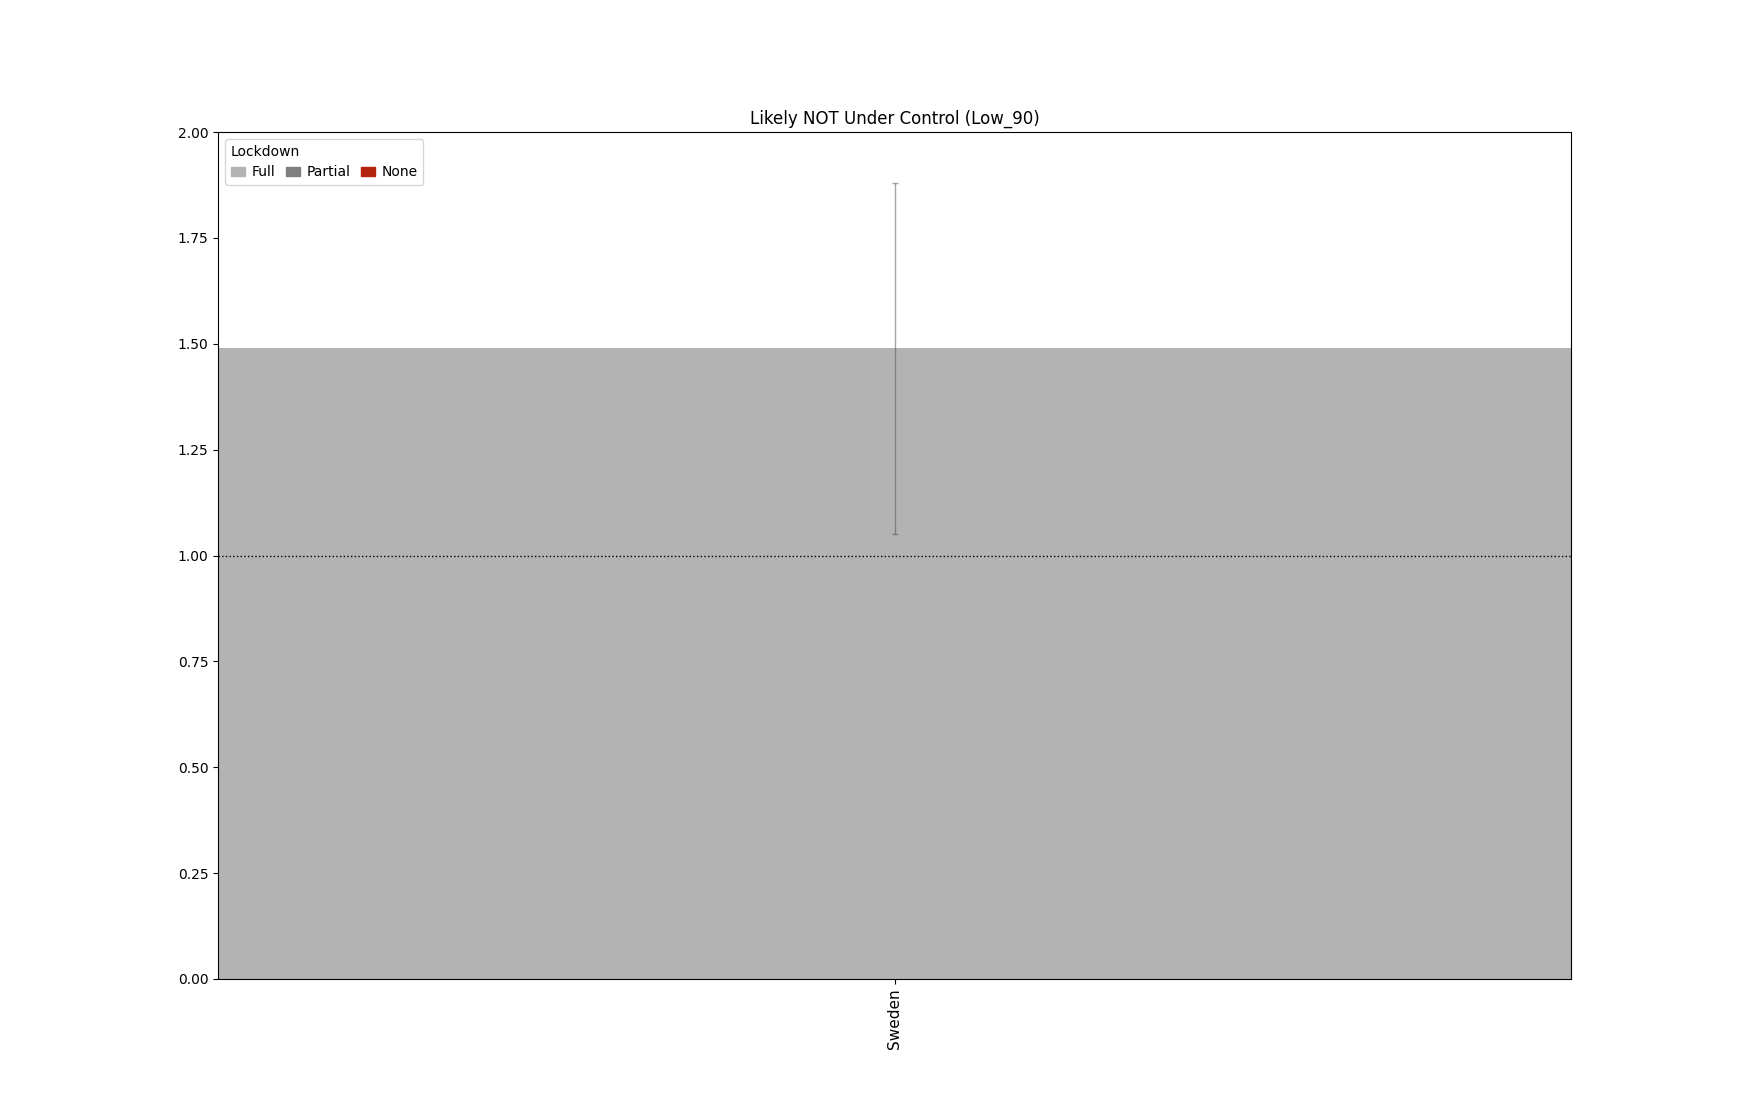 Likely NOT Under Control (Low_90)
2.00
Lockdown
Full Partial None
1.75
1.50
1.25
1.00
0.75
0.50
0.25
0.00
Sweden